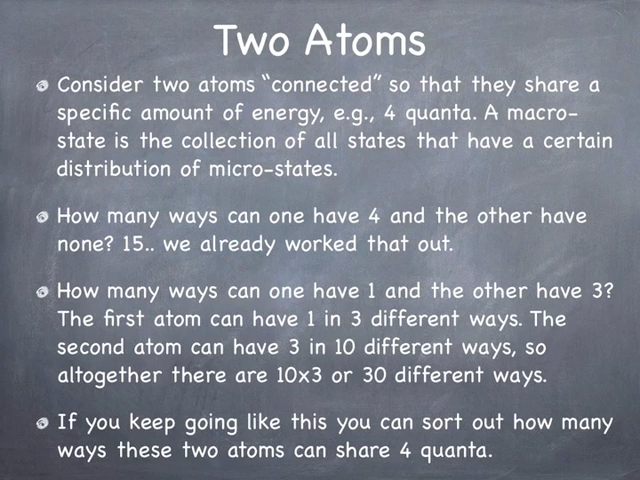 Two Atoms
Consider two atoms “connected” so that they share a
specific amount of energy, e.g., 4 quanta. A macro-
state is the collection of all states that have a certain
distribution of micro-states.
How many ways can one have 4 and the other have
none? 15.. we already worked that out.
How many ways can one have 1 and the other have 3?
The first atom can have 1 in 3 different ways. The
second atom can have 3 in 10 different ways, so
altogether there are 10x3 or 30 different ways.
If you keep going like this you can sort out how many
ways these two atoms can share 4 quanta.